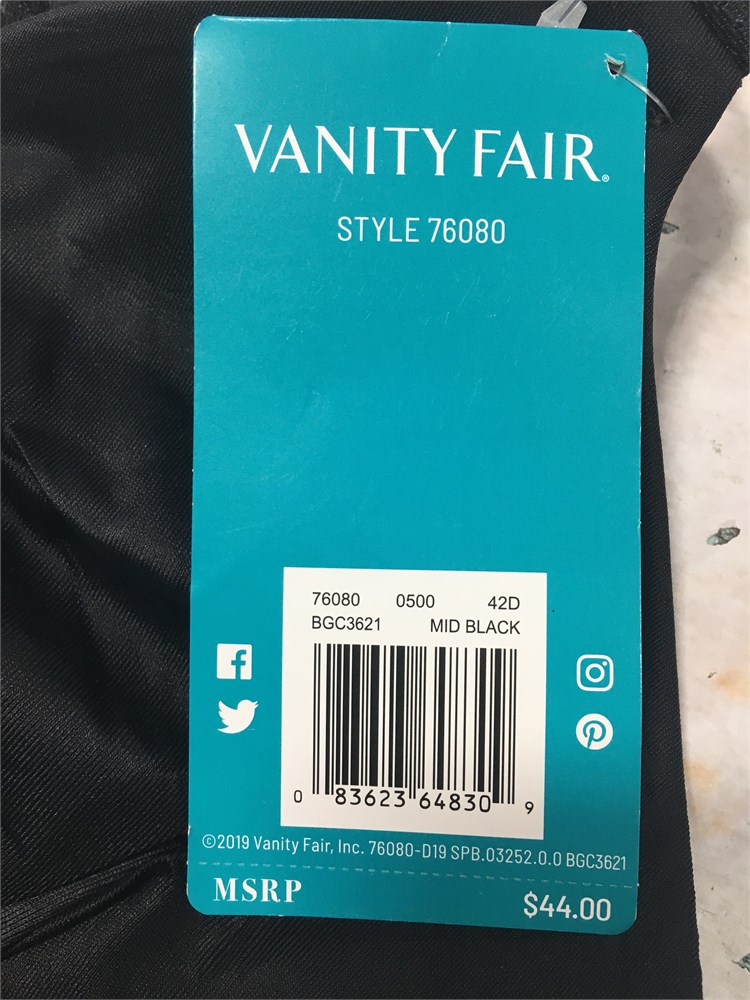 VANITY FAIR®
STYLE 76080
76080 0500 42D
BGC3621 MID BLACK
0 83623 64830 9
©2019 Vanity Fair, Inc. 76080-D19 SPB.03252.0.0 BGC3621
MSRP $44.00